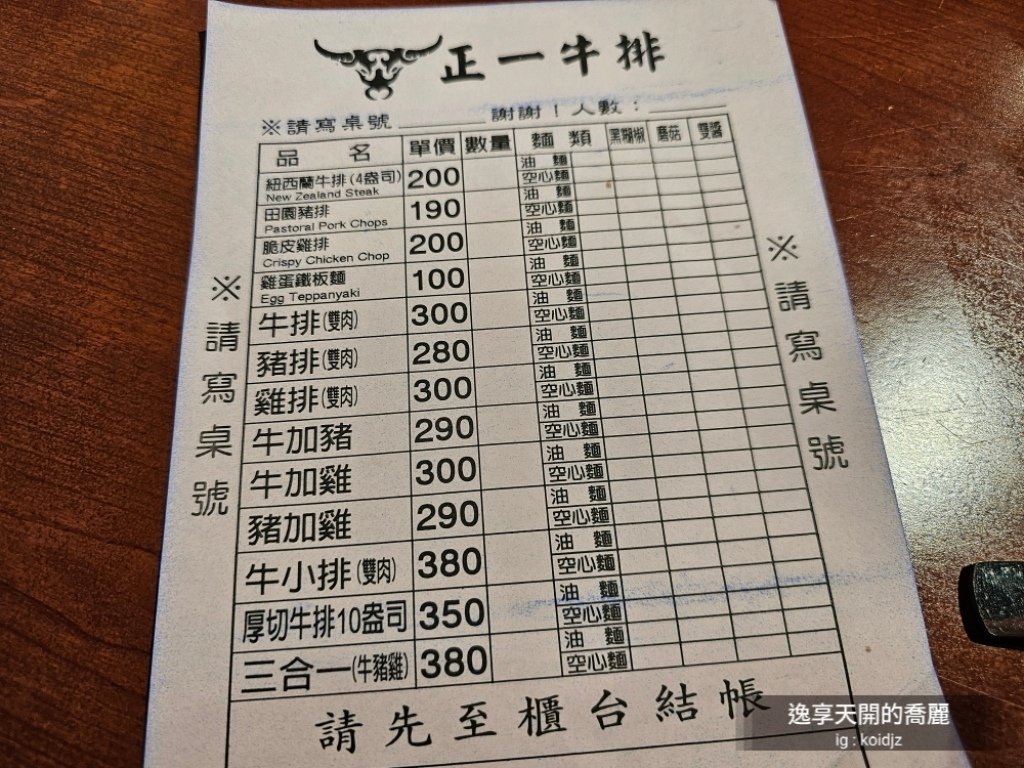 正一牛排
※請寫桌號 謝謝！人數：
品名 單價 數量 麵類 黑胡椒 蘑菇 雙醬
紐西蘭牛排(4盎司) 200 油麵
New Zealand Steak 空心麵
田園豬排 190 油麵
Pastoral Pork Chops 空心麵
脆皮雞排 200 油麵
Crispy Chicken Chop 空心麵
雞蛋鐵板麵 100 油麵
Egg Teppanyaki 空心麵
牛排(雙肉) 300 油麵
空心麵
豬排(雙肉) 280 油麵
空心麵
雞排(雙肉) 300 油麵
空心麵
牛加豬 290 油麵
空心麵
牛加雞 300 油麵
空心麵
豬加雞 290 油麵
空心麵
牛小排(雙肉) 380 油麵
空心麵
厚切牛排10盎司 350 油麵
空心麵
三合一(牛豬雞) 380 油麵
空心麵
請先至櫃台結帳
※請寫桌號
※請寫桌號
逸享天開的喬麗
ig : koidjz